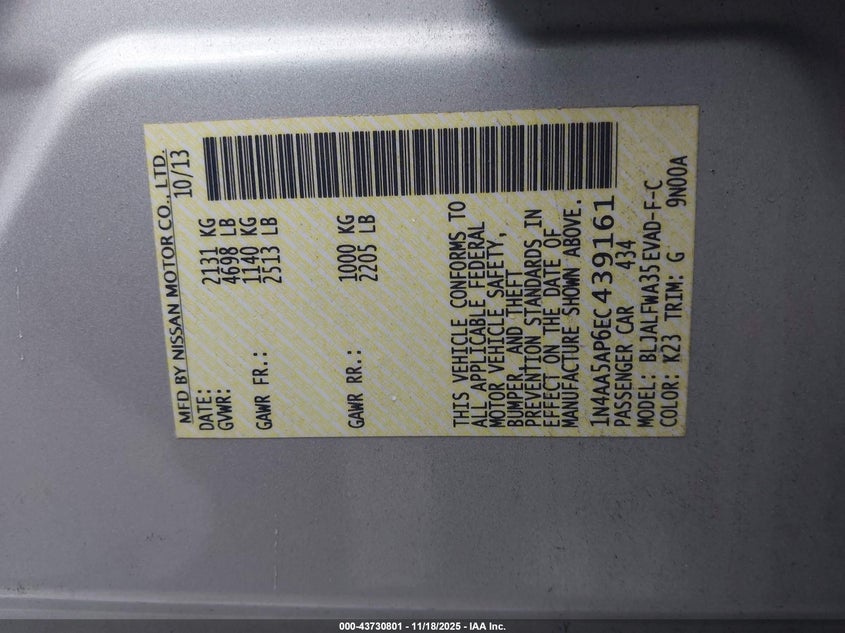 MFD BY NISSAN MOTOR CO., LTD.
DATE: 10/13
GVWR: 2131 KG
4698 LB
GAWR FR.: 1140 KG
2513 LB
GAWR RR.: 1000 KG
2205 LB
THIS VEHICLE CONFORMS TO
ALL APPLICABLE FEDERAL
MOTOR VEHICLE SAFETY,
BUMPER, AND THEFT
PREVENTION STANDARDS IN
EFFECT ON THE DATE OF
MANUFACTURE SHOWN ABOVE.
1N4AA5AP6EC439161
PASSENGER CAR 434
MODEL: BLJALFWA35EVAD-F-C
COLOR: K23 TRIM: G 9N00A
000-43730801 - 11/18/2025 - IAA Inc.